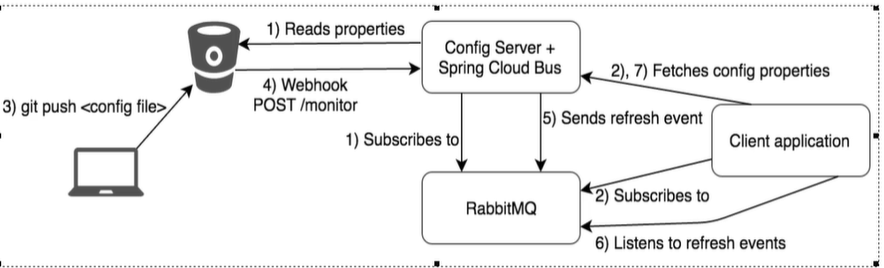 1) Reads properties
Config Server +
Spring Cloud Bus
2), 7) Fetches config properties
4) Webhook
POST /monitor
3) git push <config file>
5) Sends refresh event
1) Subscribes to
Client application
RabbitMQ
2) Subscribes to
6) Listens to refresh events